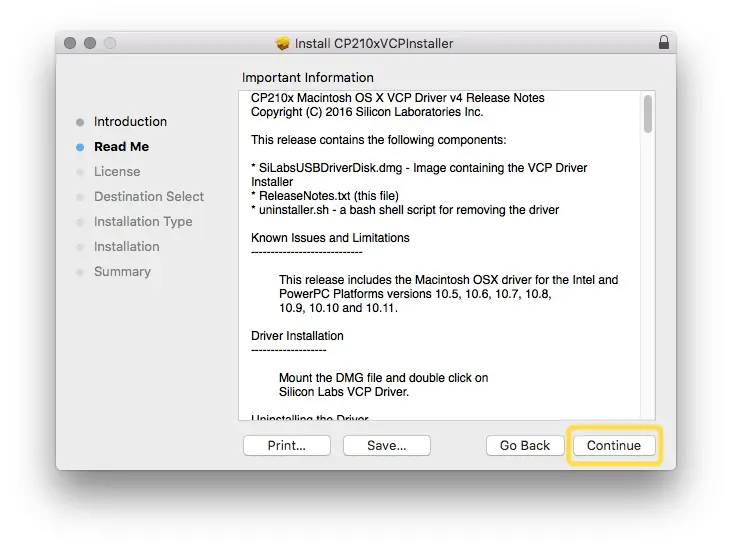 Install CP210xVCPInstaller
Important Information
Introduction
Read Me
License
Destination Select
Installation Type
Installation
Summary
CP210x Macintosh OS X VCP Driver v4 Release Notes
Copyright (C) 2016 Silicon Laboratories Inc.
This release contains the following components:
* SiLabsUSBDriverDisk.dmg - Image containing the VCP Driver
Installer
* ReleaseNotes.txt (this file)
* uninstaller.sh - a bash shell script for removing the driver
Known Issues and Limitations
----------------------------
This release includes the Macintosh OSX driver for the Intel and
PowerPC Platforms versions 10.5, 10.6, 10.7, 10.8,
10.9, 10.10 and 10.11.
Driver Installation
-------------------
Mount the DMG file and double click on
Silicon Labs VCP Driver.
Uninstalling the Driver
Print...
Save...
Go Back
Continue